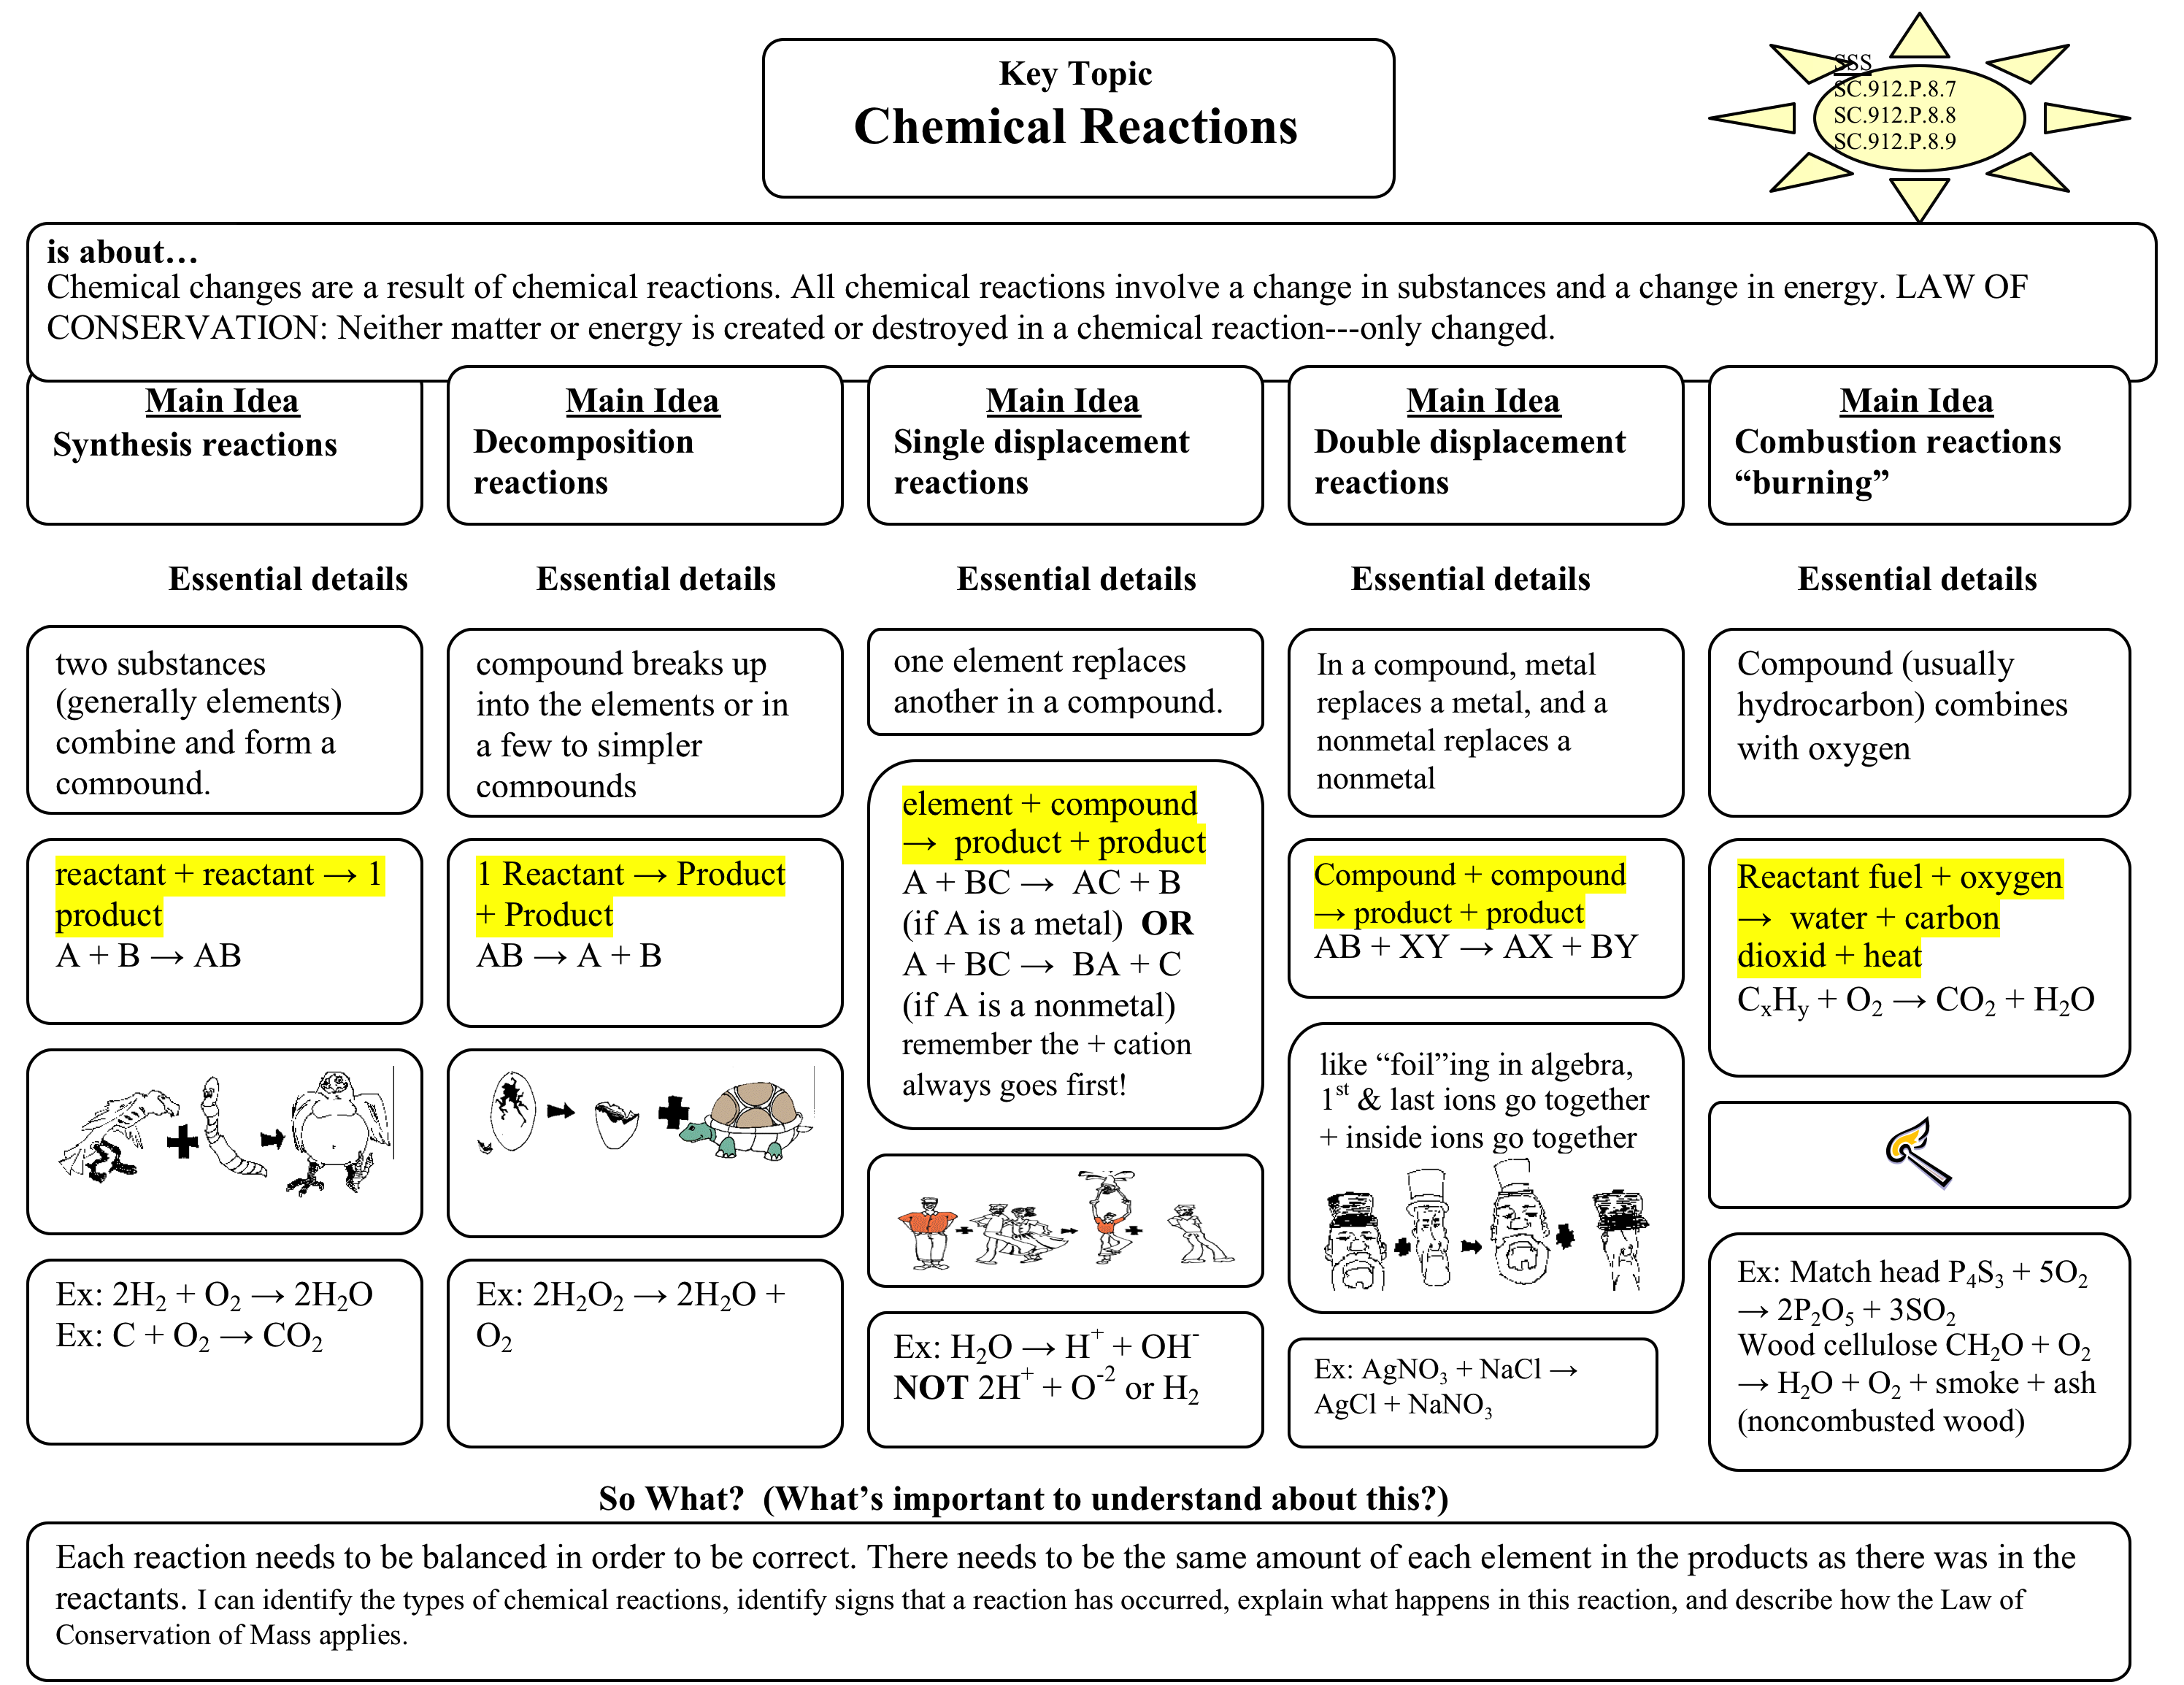 Key Topic
Chemical Reactions
SSS
SC.912.P.8.7
SC.912.P.8.8
SC.912.P.8.9
is about…
Chemical changes are a result of chemical reactions. All chemical reactions involve a change in substances and a change in energy. LAW OF
CONSERVATION: Neither matter or energy is created or destroyed in a chemical reaction---only changed.
Main Idea
Synthesis reactions
Essential details
two substances
(generally elements)
combine and form a
compound.
reactant + reactant → 1
product
A + B → AB
Ex: 2H₂ + O₂ → 2H₂O
Ex: C + O₂ → CO₂
Main Idea
Decomposition
reactions
Essential details
compound breaks up
into the elements or in
a few to simpler
compounds
1 Reactant → Product
+ Product
AB → A + B
Ex: 2H₂O₂ → 2H₂O +
O₂
Main Idea
Single displacement
reactions
Essential details
one element replaces
another in a compound.
element + compound
→ product + product
A + BC → AC + B
(if A is a metal) OR
A + BC → BA + C
(if A is a nonmetal)
remember the + cation
always goes first!
Ex: H₂O → H⁺ + OH⁻
NOT 2H⁺ + O⁻² or H₂
Main Idea
Double displacement
reactions
Essential details
In a compound, metal
replaces a metal, and a
nonmetal replaces a
nonmetal
Compound + compound
→ product + product
AB + XY → AX + BY
like “foil”ing in algebra,
1ˢᵗ & last ions go together
+ inside ions go together
Ex: AgNO₃ + NaCl →
AgCl + NaNO₃
Main Idea
Combustion reactions
“burning”
Essential details
Compound (usually
hydrocarbon) combines
with oxygen
Reactant fuel + oxygen
→ water + carbon
dioxid + heat
CₓHᵧ + O₂ → CO₂ + H₂O
Ex: Match head P₄S₃ + 5O₂
→ 2P₂O₅ + 3SO₂
Wood cellulose CH₂O + O₂
→ H₂O + O₂ + smoke + ash
(noncombusted wood)
So What? (What’s important to understand about this?)
Each reaction needs to be balanced in order to be correct. There needs to be the same amount of each element in the products as there was in the
reactants. I can identify the types of chemical reactions, identify signs that a reaction has occurred, explain what happens in this reaction, and describe how the Law of
Conservation of Mass applies.